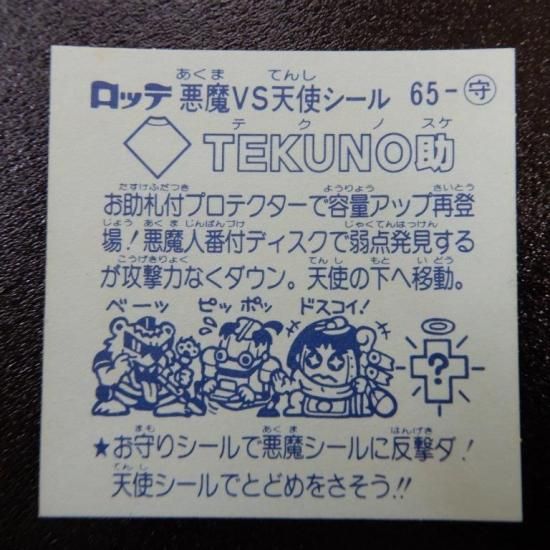 ロッテ 悪魔VS天使シール 65-守
あくま てんし
TEKUNO助
テクノスケ
お助札付プロテクターで容量アップ再登
たすけふだつき ようりょう さいとう
場!悪魔人番付ディスクで弱点発見する
じょう あくまじんばんづけ じゃくてんはっけん
が攻撃力なくダウン。天使の下へ移動。
こうげきりょく てんし もと いどう
ベーッ ピッポッ ドスコイ!
?
★お守りシールで悪魔シールに反撃ダ!
まも あくま はんげき
天使シールでとどめをさそう!!
てんし